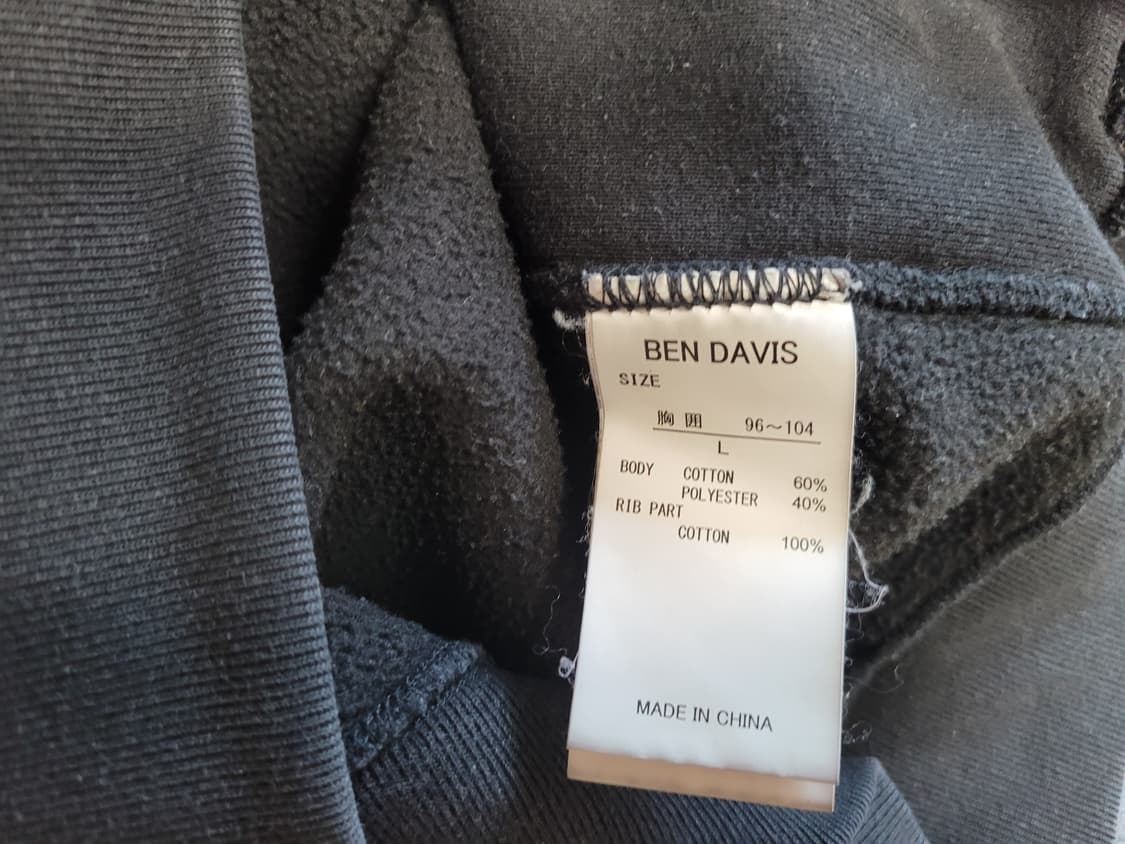 BEN DAVIS
SIZE
胸囲 96～104
L
BODY COTTON 60%
POLYESTER 40%
RIB PART
COTTON 100%
MADE IN CHINA